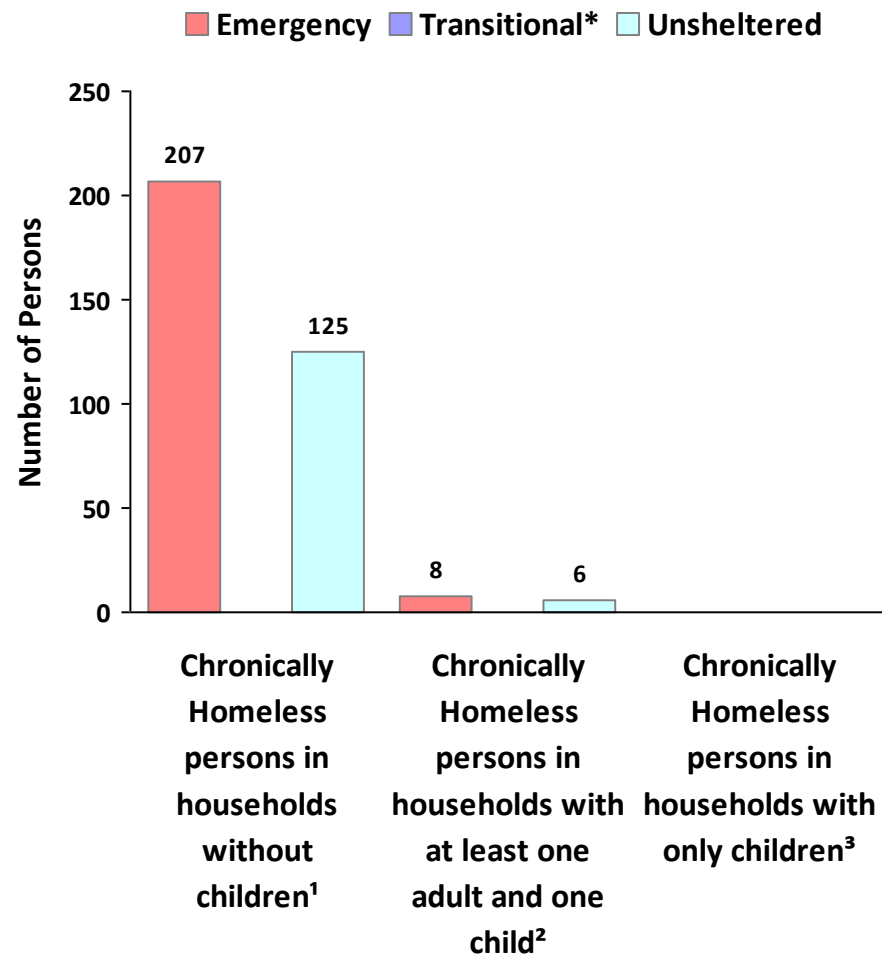 Emergency Transitional* Unsheltered
250
200
150
100
50
0
Number of Persons
207
125
8
6
Chronically
Homeless
persons in
households
without
children¹
Chronically
Homeless
persons in
households with
at least one
adult and one
child²
Chronically
Homeless
persons in
households with
only children³